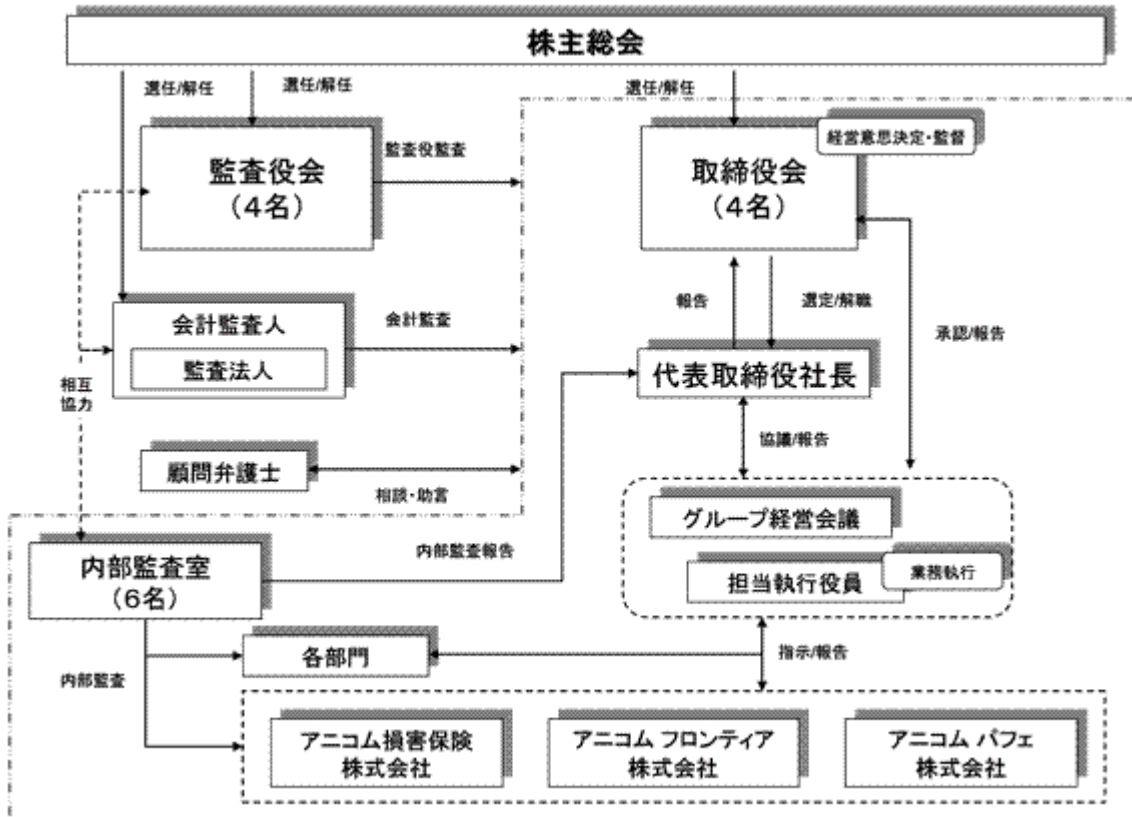 株主総会
選任/解任
選任/解任
選任/解任
経営意思決定・監督
監査役会
(4名)
監査役監査
取締役会
(4名)
報告
選定/解職
承認/報告
会計監査人
監査法人
会計監査
代表取締役社長
相互
協力
協議/報告
顧問弁護士
相談・助言
グループ経営会議
内部監査報告
内部監査室
(6名)
担当執行役員
業務執行
各部門
指示/報告
内部監査
アニコム損害保険
株式会社
アニコム フロンティア
株式会社
アニコム パフェ
株式会社